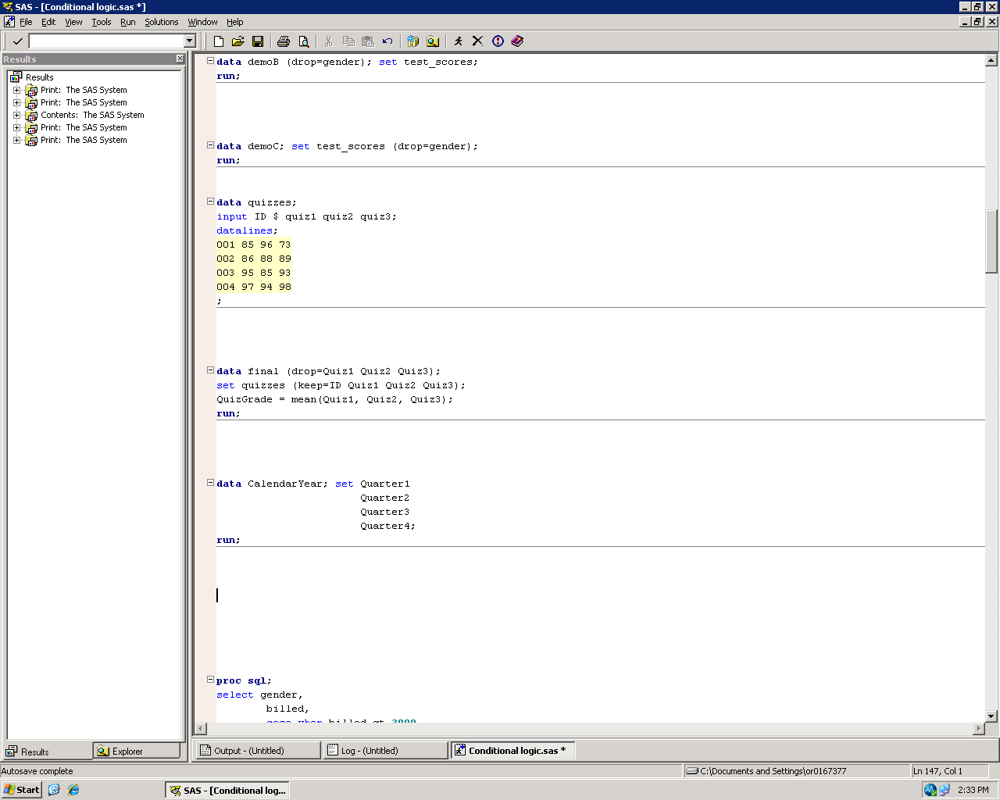 SAS - [Conditional logic.sas *]
File Edit View Tools Run Solutions Window Help
Results
Results
Print: The SAS System
Print: The SAS System
Contents: The SAS System
Print: The SAS System
Print: The SAS System
data demoB (drop=gender); set test_scores;
run;
data demoC; set test_scores (drop=gender);
run;
data quizzes;
input ID $ quiz1 quiz2 quiz3;
datalines;
001 85 96 73
002 86 88 89
003 95 85 93
004 97 94 98
;
data final (drop=Quiz1 Quiz2 Quiz3);
set quizzes (keep=ID Quiz1 Quiz2 Quiz3);
QuizGrade = mean(Quiz1, Quiz2, Quiz3);
run;
data CalendarYear; set Quarter1
Quarter2
Quarter3
Quarter4;
run;
proc sql;
select gender,
billed,
case when billed gt 3000
Results Explorer
Output - (Untitled) Log - (Untitled) Conditional logic.sas *
Autosave complete C:\Documents and Settings\or0167377 Ln 147, Col 1
Start SAS - [Conditional log... 2:33 PM